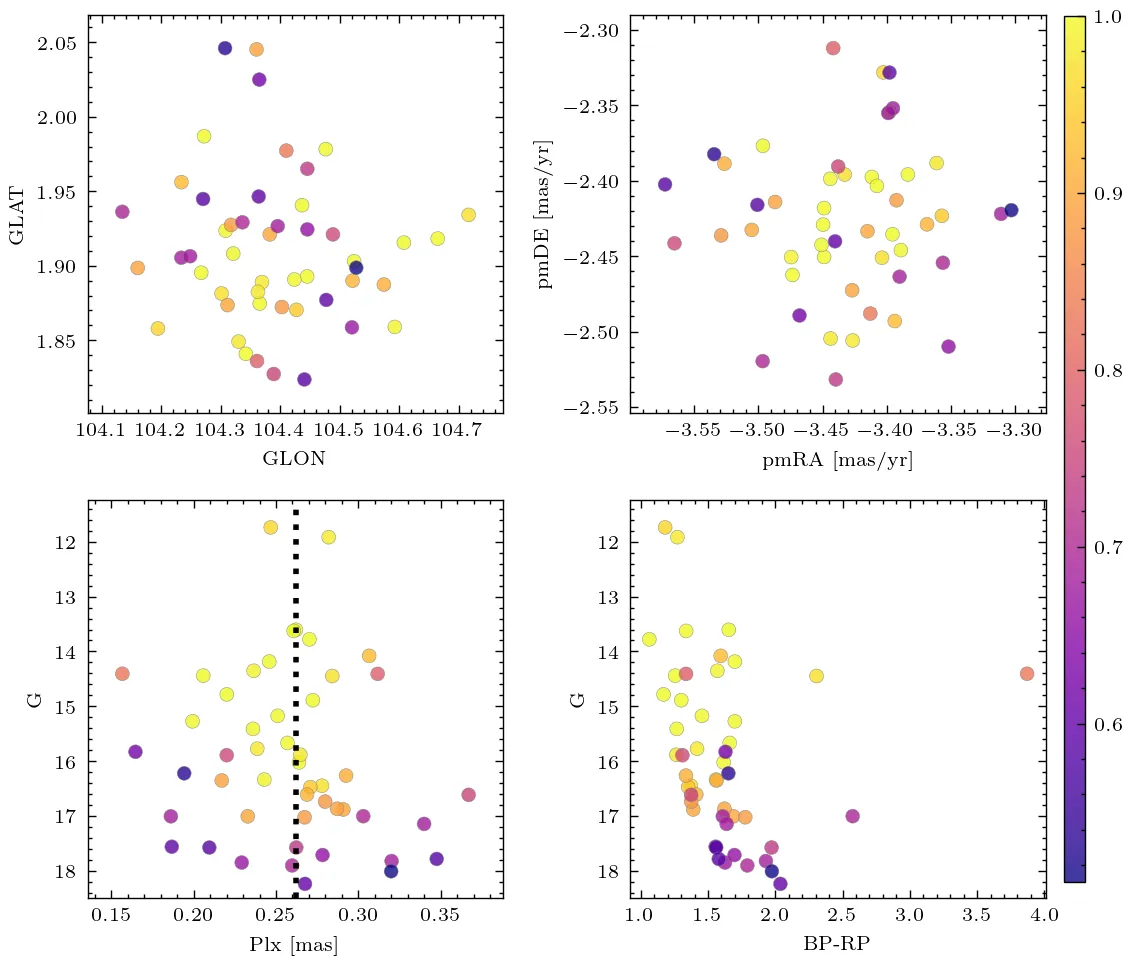 2.05
2.00
1.95
1.90
1.85
GLAT
104.1 104.2 104.3 104.4 104.5 104.6 104.7
GLON
−2.30
−2.35
−2.40
−2.45
−2.50
−2.55
pmDE [mas/yr]
−3.55 −3.50 −3.45 −3.40 −3.35 −3.30
pmRA [mas/yr]
1.0
0.9
0.8
0.7
0.6
12
13
14
15
16
17
18
G
0.15 0.20 0.25 0.30 0.35
Plx [mas]
12
13
14
15
16
17
18
G
1.0 1.5 2.0 2.5 3.0 3.5 4.0
BP-RP